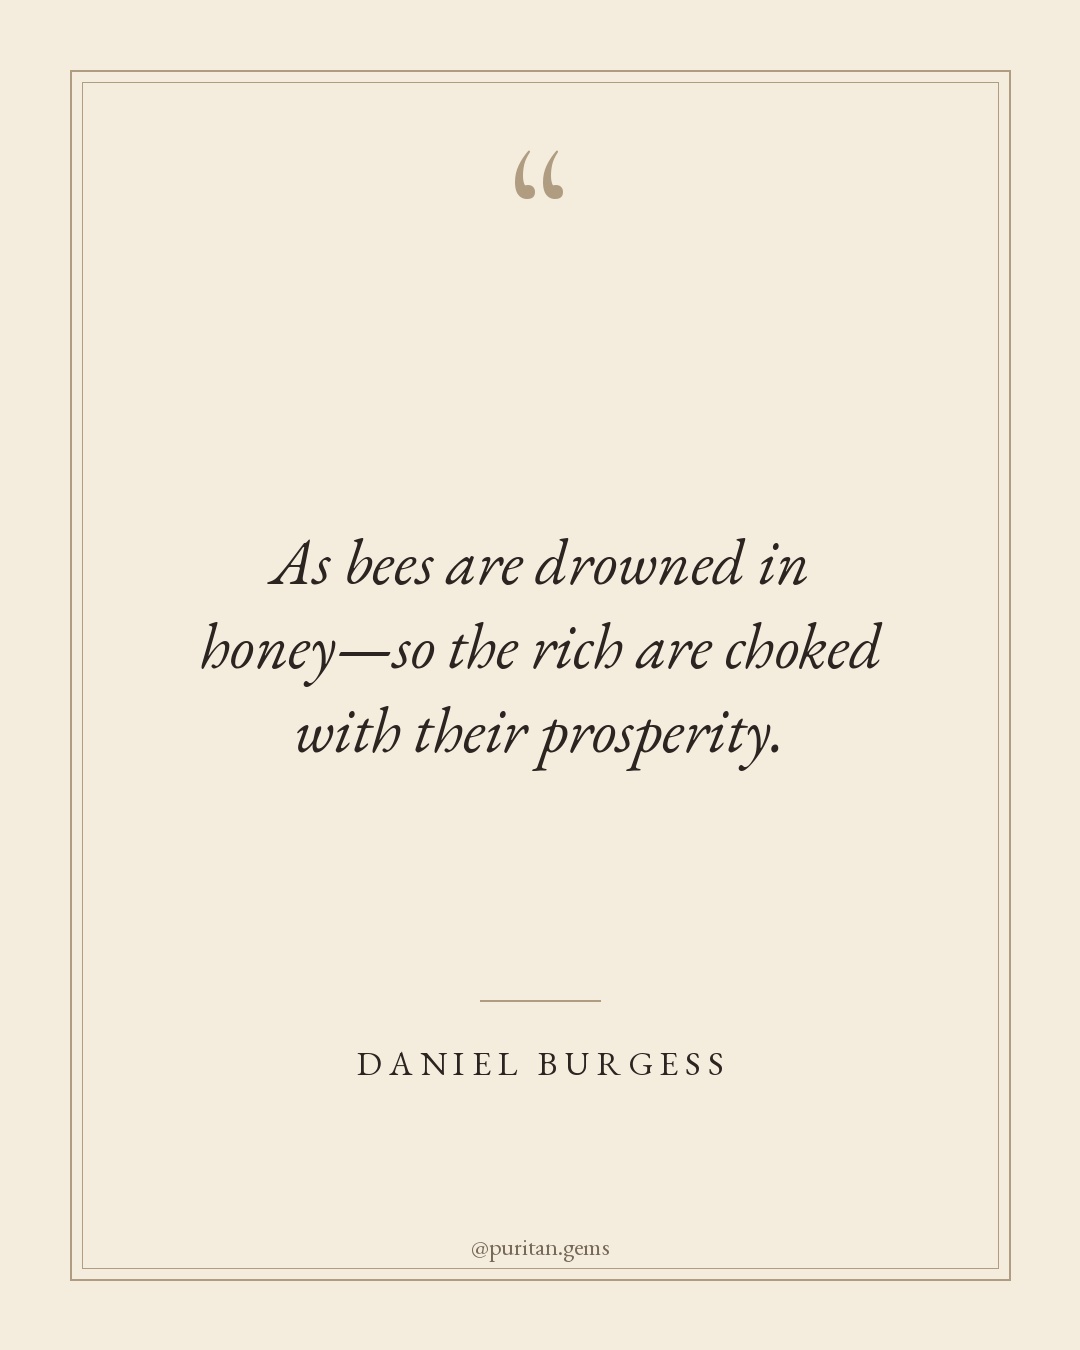 “
As bees are drowned in
honey—so the rich are choked
with their prosperity.
DANIEL BURGESS
@puritan.gems